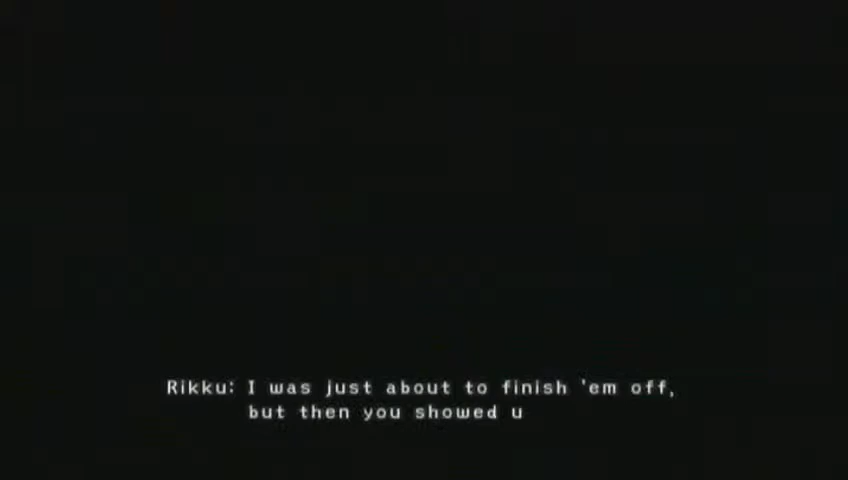 Rikku: I was just about to finish 'em off,
but then you showed u